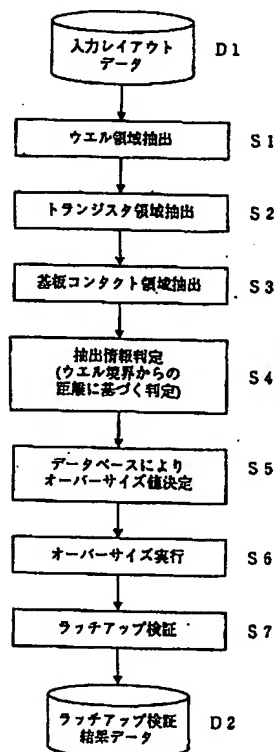 入力レイアウト
データ
D1
ウエル領域抽出
S1
トランジスタ領域抽出
S2
基板コンタクト領域抽出
S3
抽出情報判定
(ウエル境界からの
距離に基づく判定)
S4
データベースにより
オーバーサイズ値決定
S5
オーバーサイズ実行
S6
ラッチアップ検証
S7
ラッチアップ検証
結果データ
D2